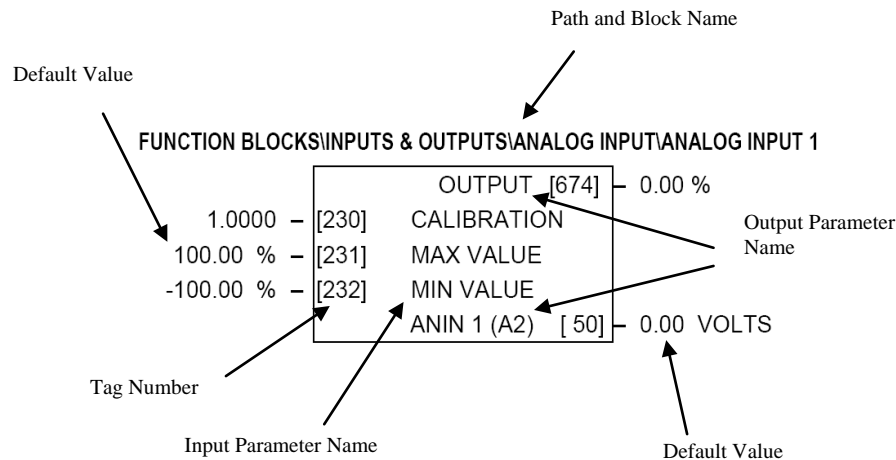 Path and Block Name
Default Value
FUNCTION BLOCKS\INPUTS & OUTPUTS\ANALOG INPUT\ANALOG INPUT 1
OUTPUT [674] – 0.00 %
1.0000 – [230] CALIBRATION
100.00 % – [231] MAX VALUE
-100.00 % – [232] MIN VALUE
ANIN 1 (A2) [ 50] – 0.00 VOLTS
Output Parameter
Name
Tag Number
Input Parameter Name
Default Value